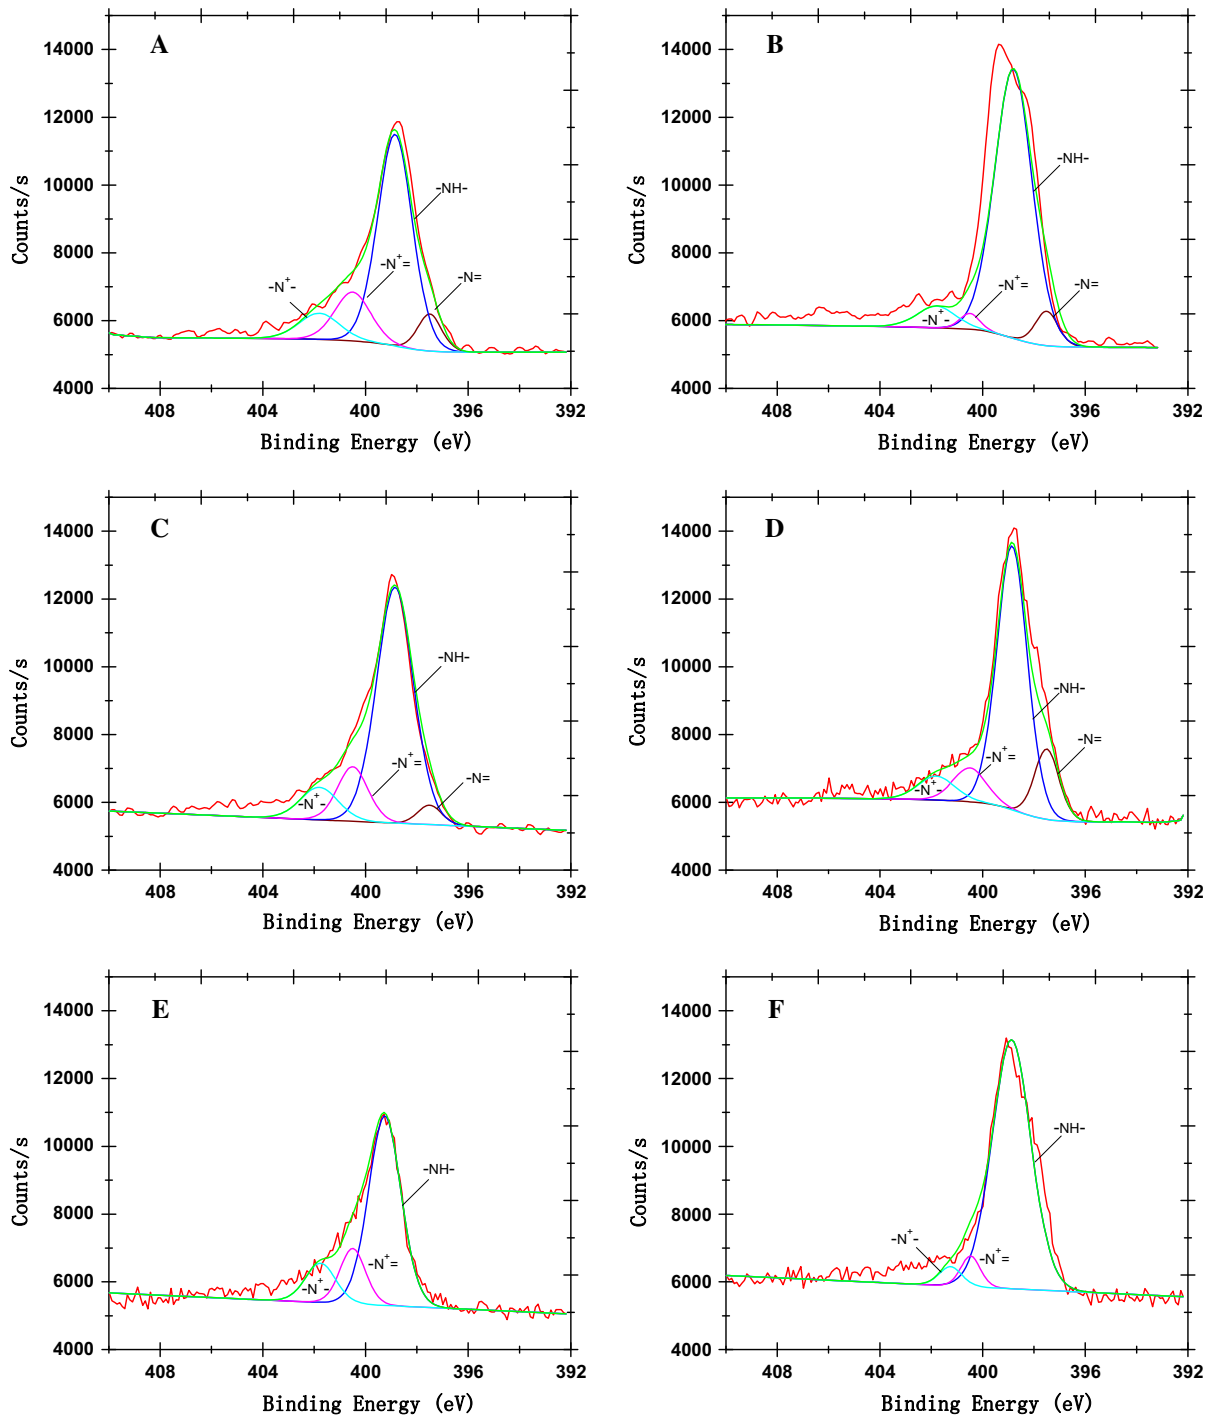 A
14000
12000
10000
8000
6000
4000
-NH-
-N+=
-N+-
-N=
408 404 400 396 392
Binding Energy (eV)
Counts/s
B
14000
12000
10000
8000
6000
4000
-NH-
-N+=
-N=
-N+-
408 404 400 396 392
Binding Energy (eV)
Counts/s
C
14000
12000
10000
8000
6000
4000
-NH-
-N+=
-N=
-N+-
408 404 400 396 392
Binding Energy (eV)
Counts/s
D
14000
12000
10000
8000
6000
4000
-NH-
-N=
-N+=
-N+-
408 404 400 396 392
Binding Energy (eV)
Counts/s
E
14000
12000
10000
8000
6000
4000
-NH-
-N+=
-N+-
408 404 400 396 392
Binding Energy (eV)
Counts/s
F
14000
12000
10000
8000
6000
4000
-NH-
-N+-
-N+=
408 404 400 396 392
Binding Energy (eV)
Counts/s